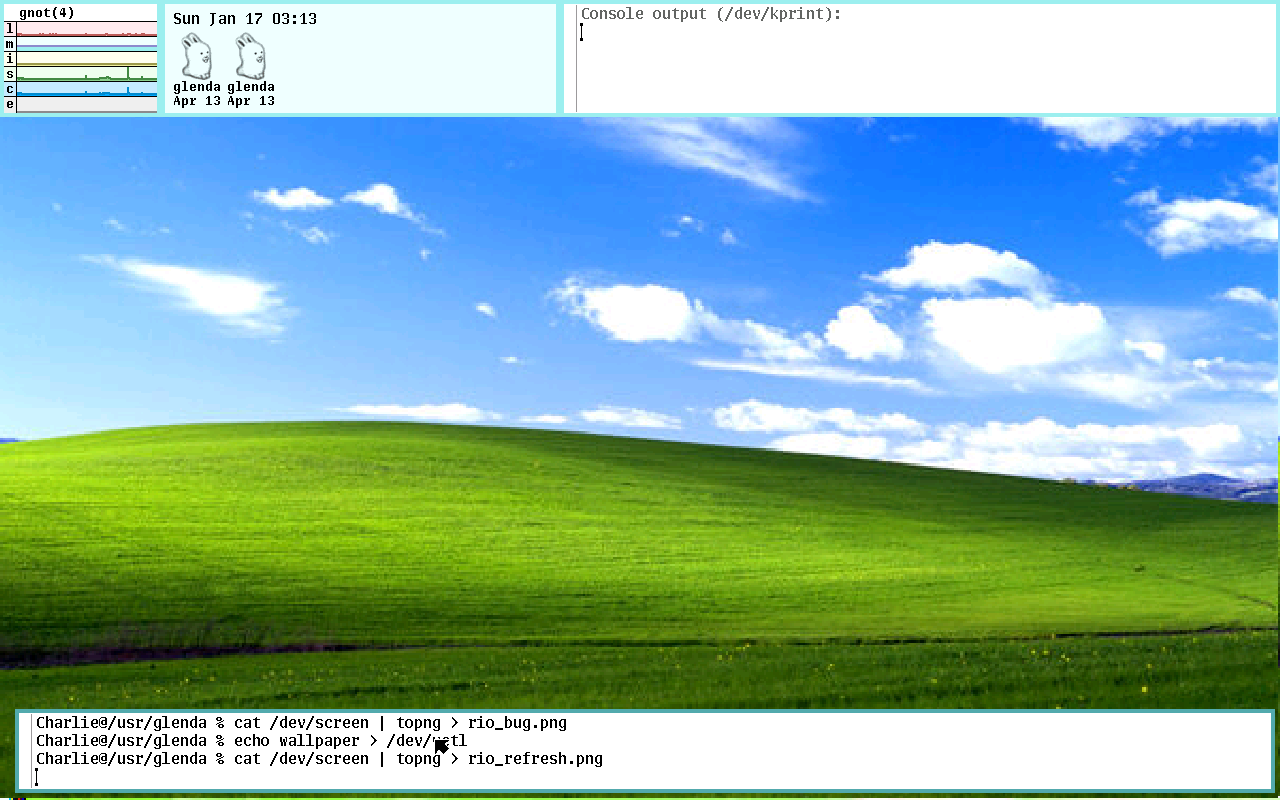 gnot(4)
l
m
i
s
c
e
Sun Jan 17 03:13
glenda glenda
Apr 13 Apr 13
Console output (/dev/kprint):
Charlie@/usr/glenda % cat /dev/screen | topng > rio_bug.png
Charlie@/usr/glenda % echo wallpaper > /dev/wctl
Charlie@/usr/glenda % cat /dev/screen | topng > rio_refresh.png